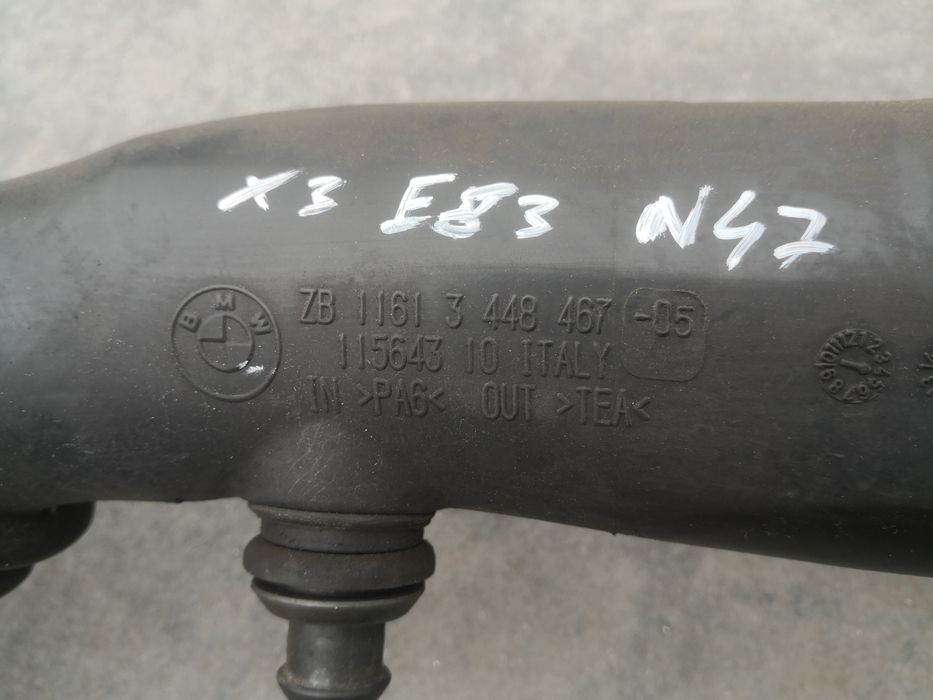 X3 E83 N47
BMW
ZB 1161 3 448 467 -05
115643 10 ITALY
IN >PA6< OUT >TEA<